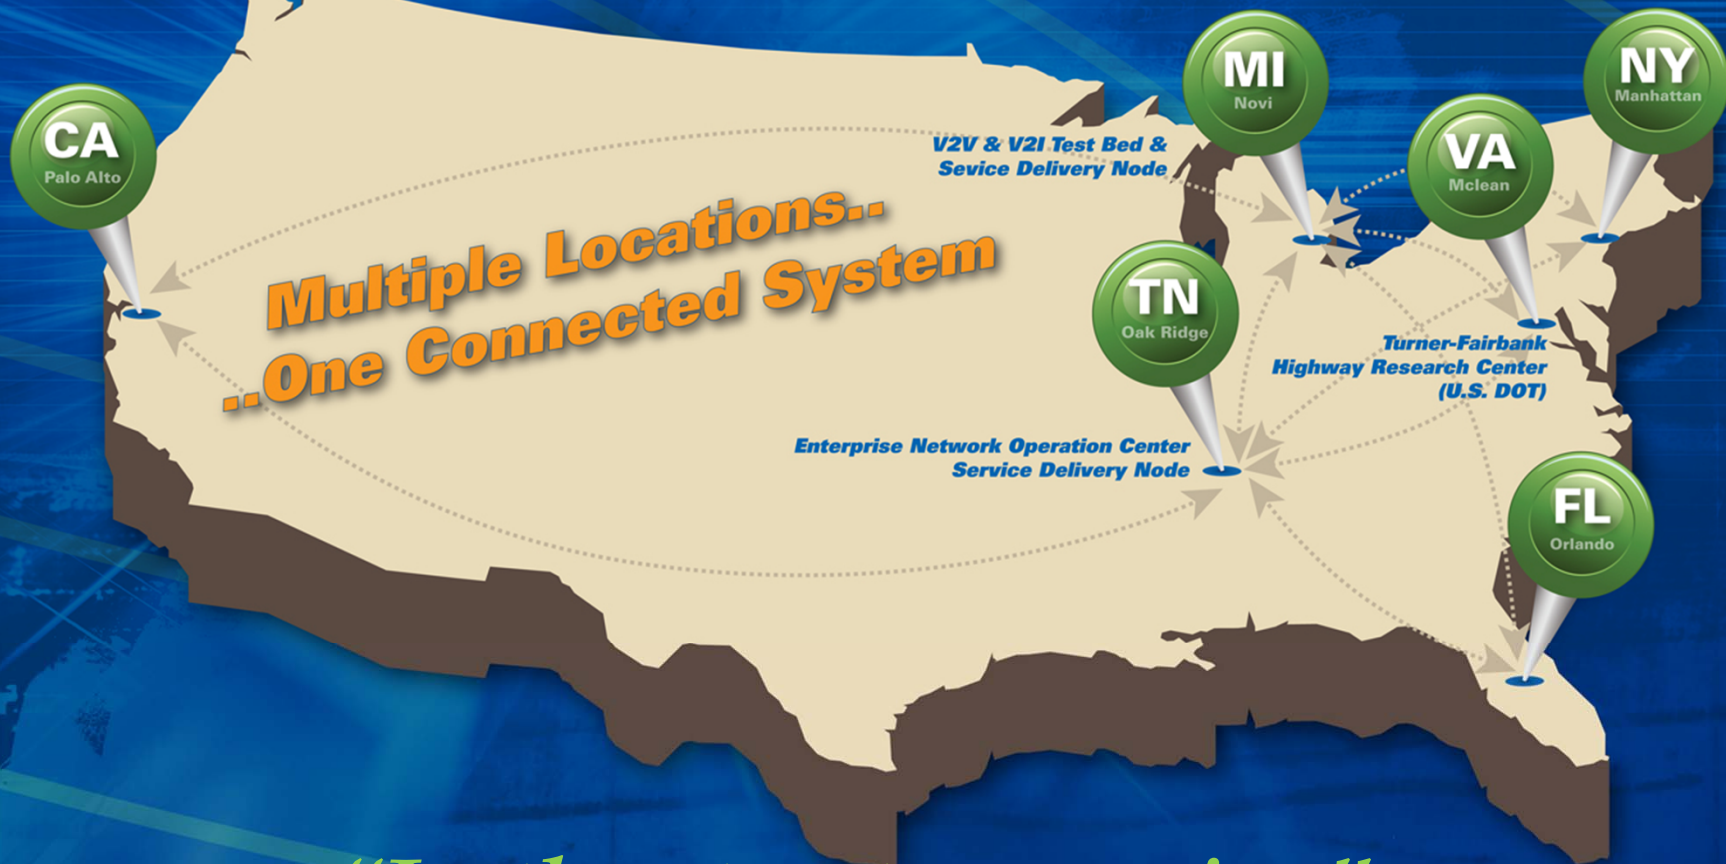 MI
Novi
NY
Manhattan
CA
Palo Alto
VA
Mclean
V2V & V2I Test Bed &
Sevice Delivery Node
Multiple Locations..
..One Connected System
TN
Oak Ridge
Turner-Fairbank
Highway Research Center
(U.S. DOT)
Enterprise Network Operation Center
Service Delivery Node
FL
Orlando